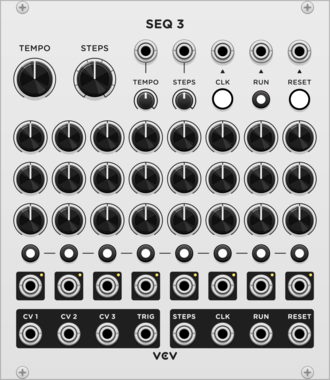 SEQ 3
TEMPO STEPS
TEMPO STEPS CLK RUN RESET
CV 1 CV 2 CV 3 TRIG STEPS CLK RUN RESET
VCV